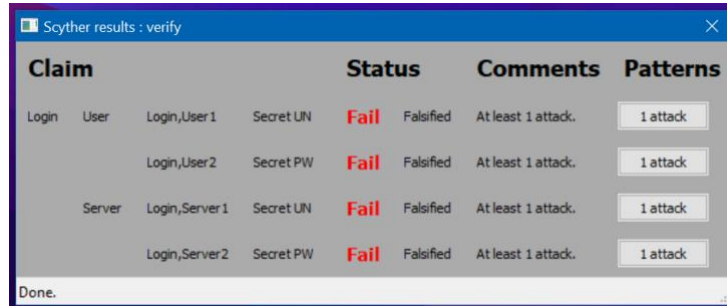 Scyther results : verify
Claim Status Comments Patterns
Login User Login,User1 Secret UN Fail Falsified At least 1 attack. 1 attack
Login,User2 Secret PW Fail Falsified At least 1 attack. 1 attack
Server Login,Server1 Secret UN Fail Falsified At least 1 attack. 1 attack
Login,Server2 Secret PW Fail Falsified At least 1 attack. 1 attack
Done.